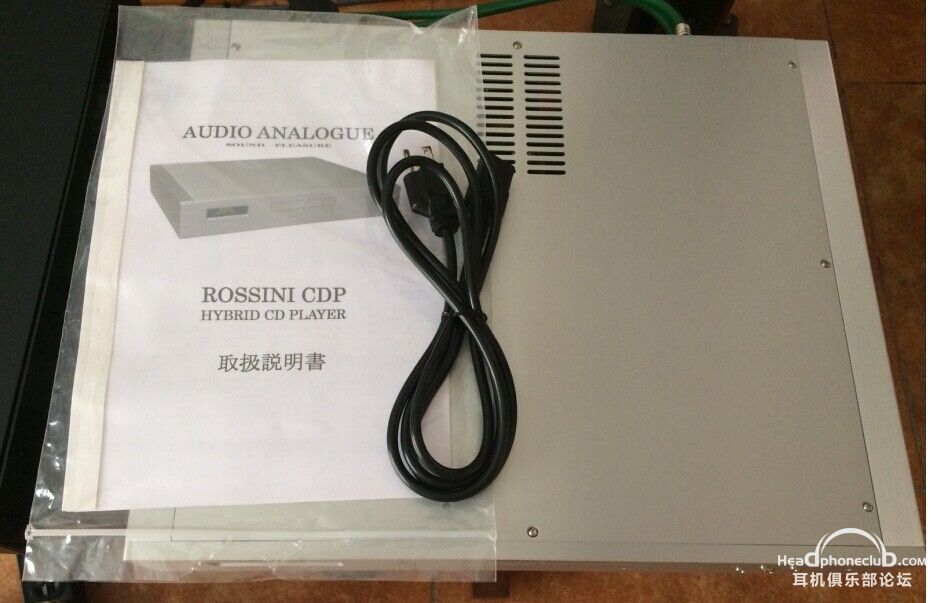 AUDIO ANALOGUE
SOUND PLEASURE
ROSSINI CDP
HYBRID CD PLAYER
取扱説明書
HeadphoneclUb.com
耳机俱乐部论坛